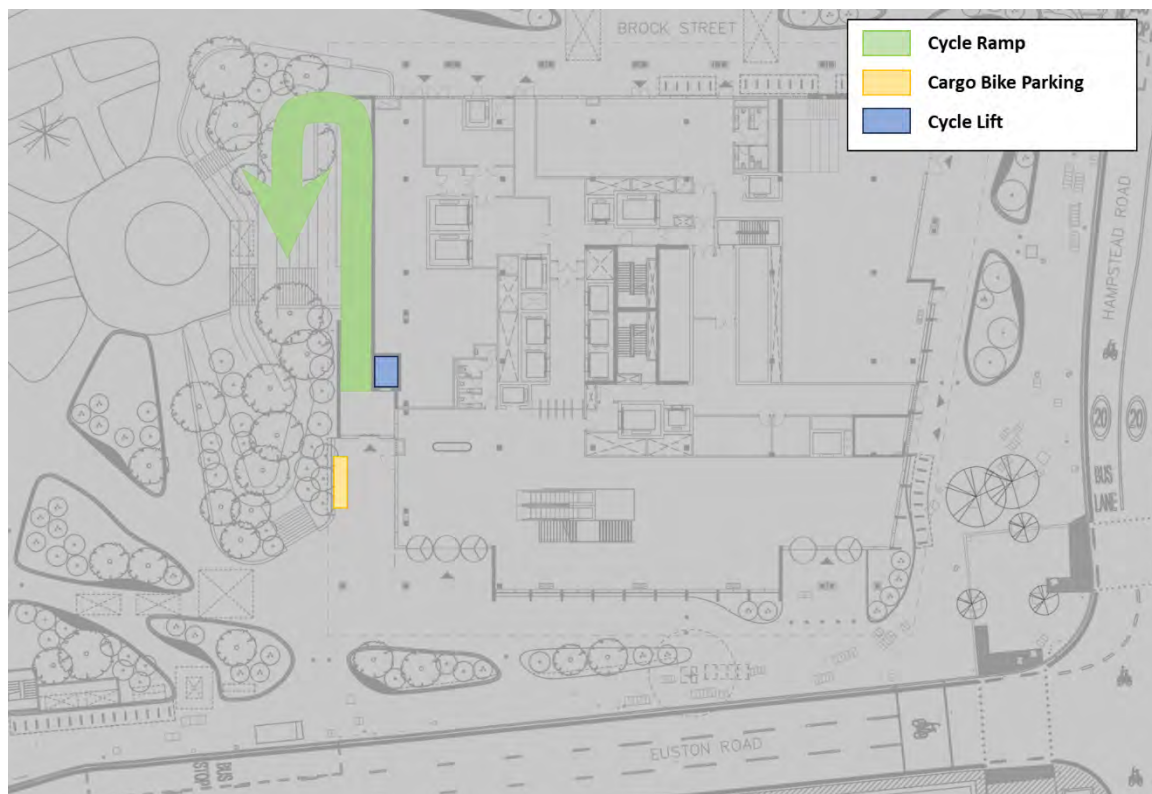 BROCK STREET
Cycle Ramp
Cargo Bike Parking
Cycle Lift
HAMPSTEAD ROAD
20
20
BUS
LANE
EUSTON ROAD
BUS
STOP